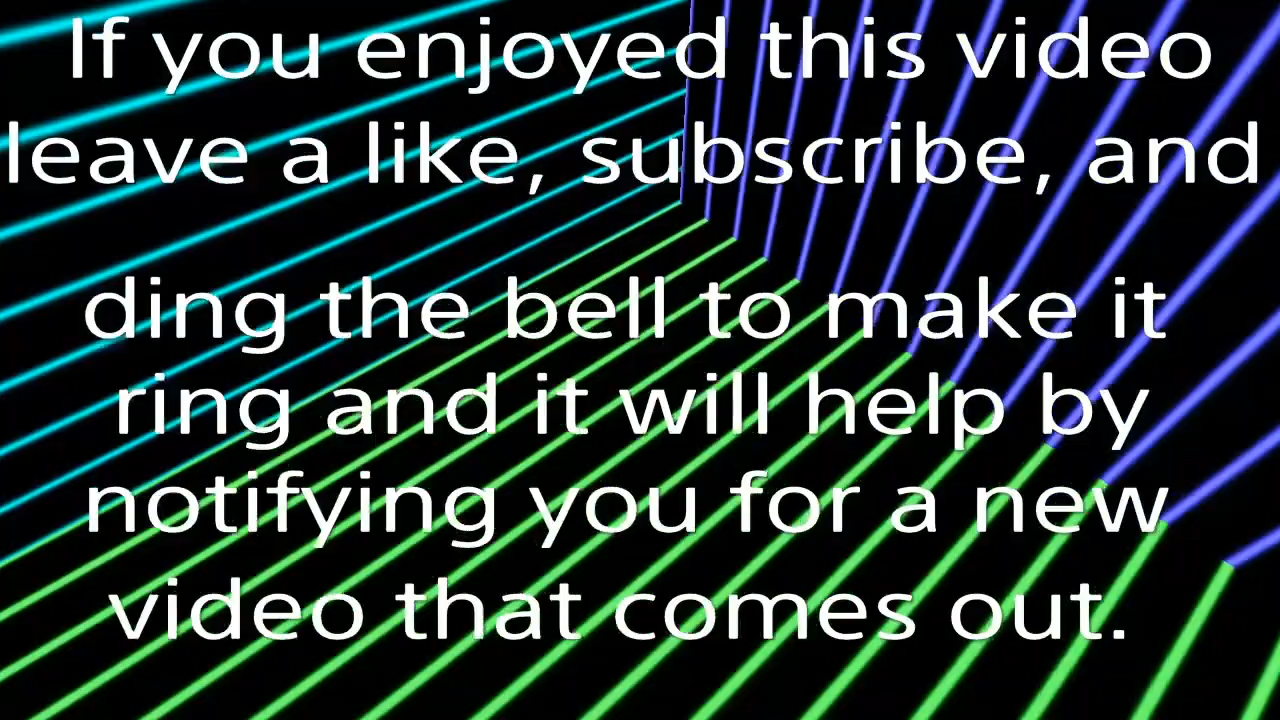 If you enjoyed this video
leave a like, subscribe, and
ding the bell to make it
ring and it will help by
notifying you for a new
video that comes out.